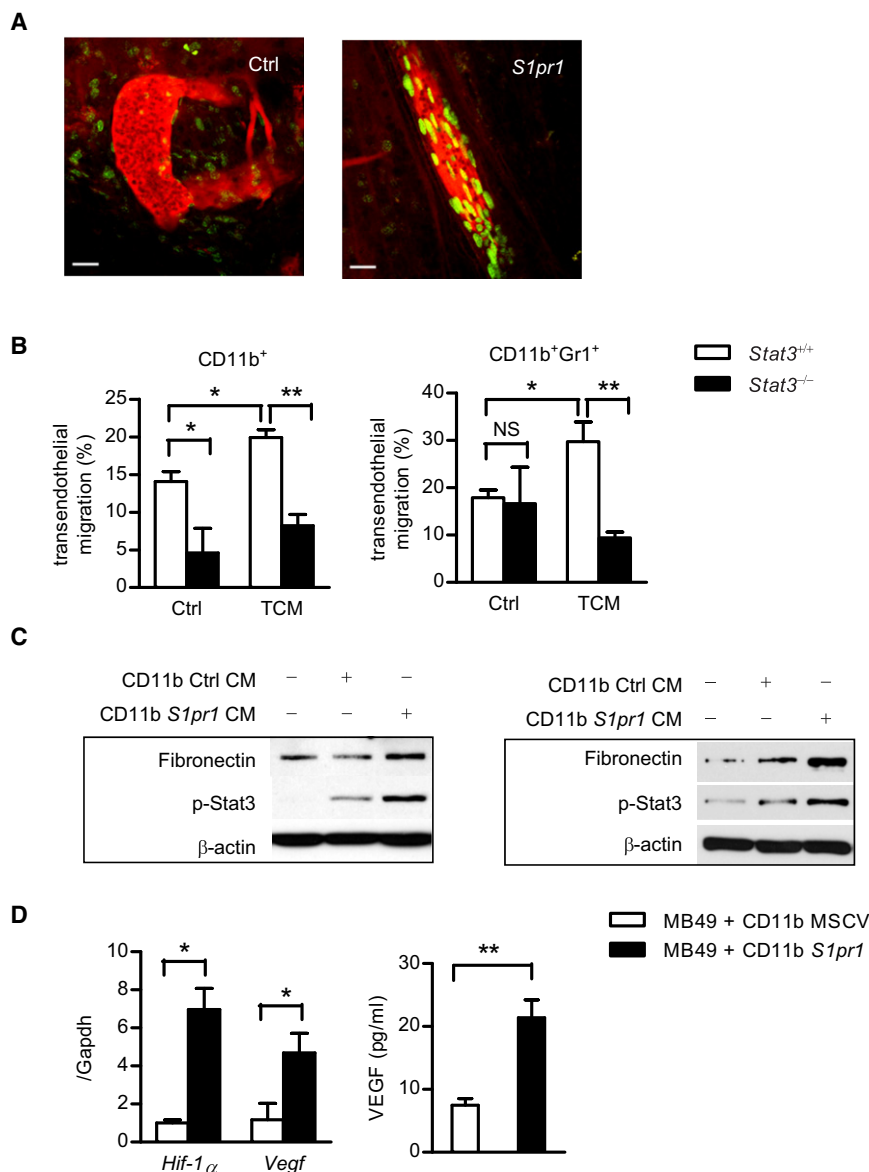 A
Ctrl
S1pr1
B
CD11b⁺
CD11b⁺Gr1⁺
Stat3⁺/⁺
Stat3⁻/⁻
transendothelial
migration (%)
25
20
15
10
5
0
*
*
**
Ctrl TCM
transendothelial
migration (%)
40
30
20
10
0
*
NS
**
Ctrl TCM
C
CD11b Ctrl CM – + –
CD11b S1pr1 CM – – +
Fibronectin
p-Stat3
β-actin
CD11b Ctrl CM – + –
CD11b S1pr1 CM – – +
Fibronectin
p-Stat3
β-actin
D
MB49 + CD11b MSCV
MB49 + CD11b S1pr1
/Gapdh
10
8
6
4
2
0
*
*
Hif-1α Vegf
VEGF (pg/ml)
30
20
10
0
**